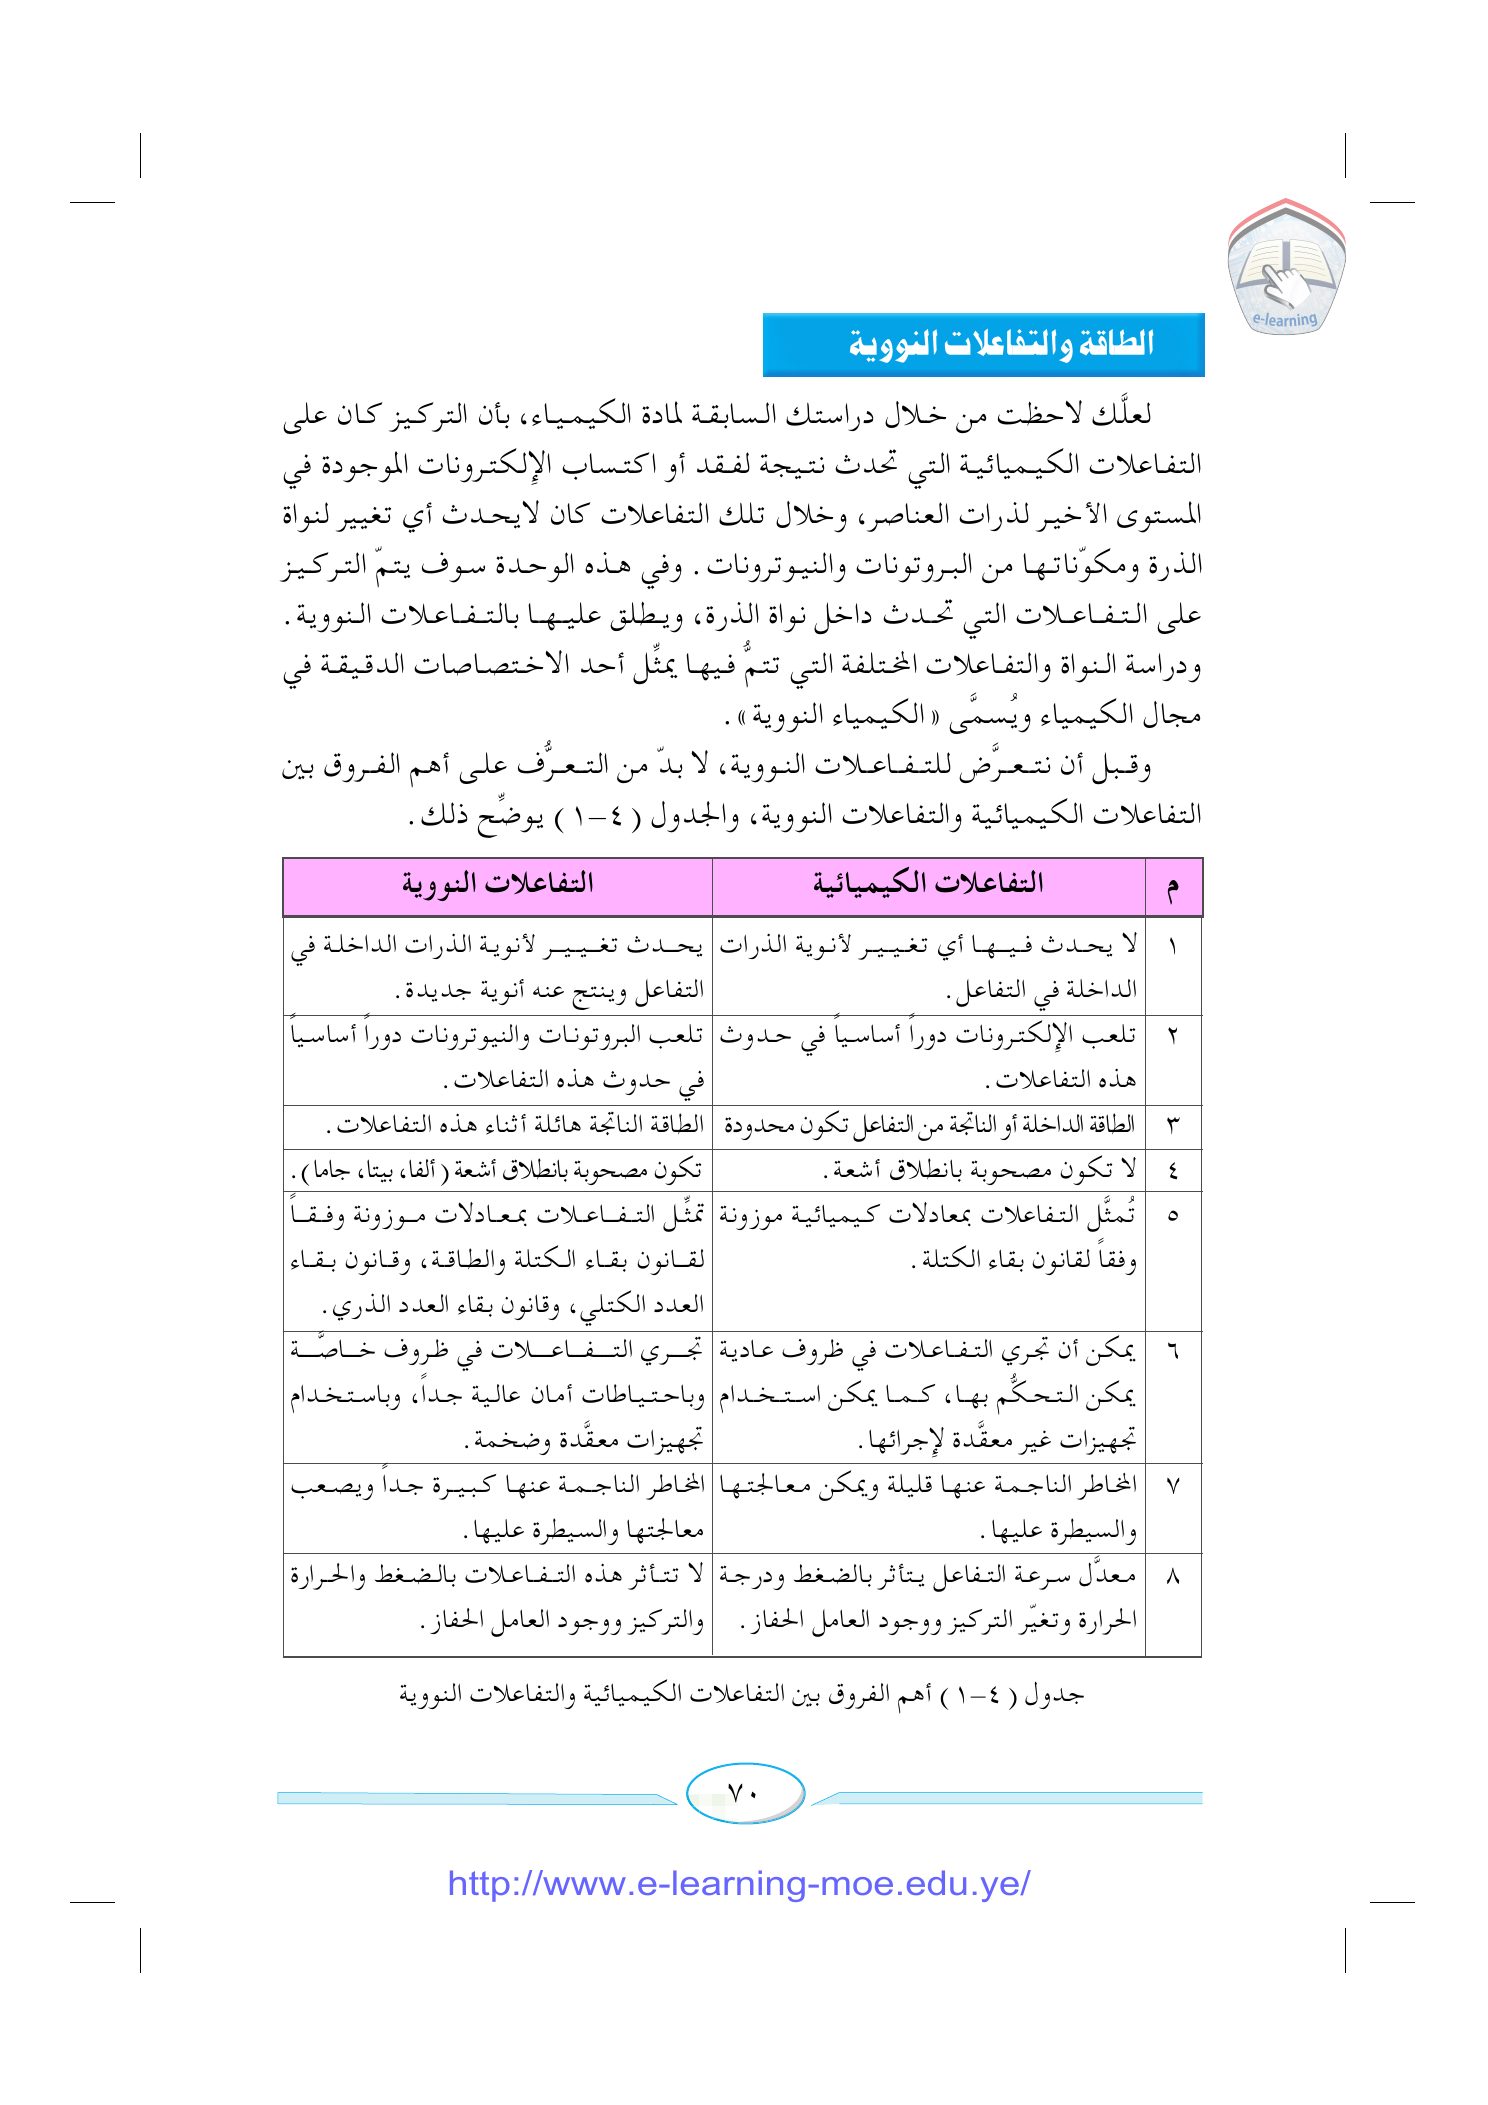 e-learning
الطاقة والتفاعلات النووية
لعلَّك لاحظت من خلال دراستك السابقة لمادة الكيمياء، بأن التركيز كان على
التفاعلات الكيميائية التي تحدث نتيجة لفقد أو اكتساب الإلكترونات الموجودة في
المستوى الأخير لذرات العناصر، وخلال تلك التفاعلات كان لايحدث أي تغيير لنواة
الذرة ومكوّناتها من البروتونات والنيوترونات. وفي هذه الوحدة سوف يتمّ التركيز
على التفاعلات التي تحدث داخل نواة الذرة، ويطلق عليها بالتفاعلات النووية.
ودراسة النواة والتفاعلات المختلفة التي تتمُّ فيها يمثِّل أحد الاختصاصات الدقيقة في
مجال الكيمياء ويُسمَّى «الكيمياء النووية».
وقبل أن نتعرَّض للتفاعلات النووية، لا بدّ من التعرُّف على أهم الفروق بين
التفاعلات الكيميائية والتفاعلات النووية، والجدول (٤-١) يوضِّح ذلك.
م التفاعلات الكيميائية التفاعلات النووية
١ لا يحدث فيها أي تغيير لأنوية الذرات يحدث تغيير لأنوية الذرات الداخلة في
الداخلة في التفاعل. التفاعل وينتج عنه أنوية جديدة.
٢ تلعب الإلكترونات دوراً أساسياً في حدوث تلعب البروتونات والنيوترونات دوراً أساسياً
هذه التفاعلات. في حدوث هذه التفاعلات.
٣ الطاقة الداخلة أو الناتجة من التفاعل تكون محدودة الطاقة الناتجة هائلة أثناء هذه التفاعلات.
٤ لا تكون مصحوبة بانطلاق أشعة. تكون مصحوبة بانطلاق أشعة (ألفا، بيتا، جاما).
٥ تُمثَّل التفاعلات بمعادلات كيميائية موزونة تمثِّل التفاعلات بمعادلات موزونة وفقاً
وفقاً لقانون بقاء الكتلة. لقانون بقاء الكتلة والطاقة، وقانون بقاء
العدد الكتلي، وقانون بقاء العدد الذري.
٦ يمكن أن تجري التفاعلات في ظروف عادية تجري التفاعلات في ظروف خاصَّة
يمكن التحكُّم بها، كما يمكن استخدام وباحتياطات أمان عالية جداً، وباستخدام
تجهيزات غير معقَّدة لإجرائها. تجهيزات معقَّدة وضخمة.
٧ المخاطر الناجمة عنها قليلة ويمكن معالجتها المخاطر الناجمة عنها كبيرة جداً ويصعب
والسيطرة عليها. معالجتها والسيطرة عليها.
٨ معدَّل سرعة التفاعل يتأثر بالضغط ودرجة لا تتأثر هذه التفاعلات بالضغط والحرارة
الحرارة وتغيّر التركيز ووجود العامل الحفاز. والتركيز ووجود العامل الحفاز.
جدول (٤-١) أهم الفروق بين التفاعلات الكيميائية والتفاعلات النووية
٧٠
http://www.e-learning-moe.edu.ye/